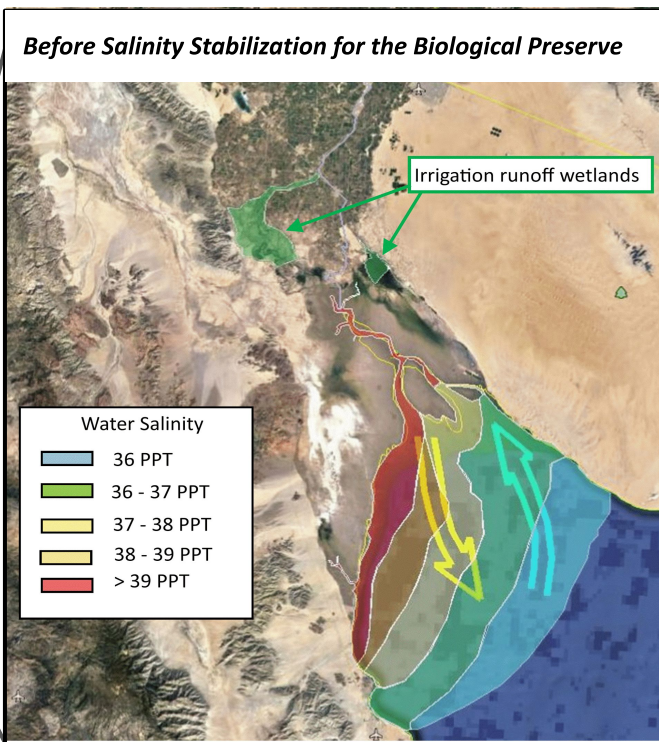 Before Salinity Stabilization for the Biological Preserve
Irrigation runoff wetlands
Water Salinity
36 PPT
36 - 37 PPT
37 - 38 PPT
38 - 39 PPT
> 39 PPT